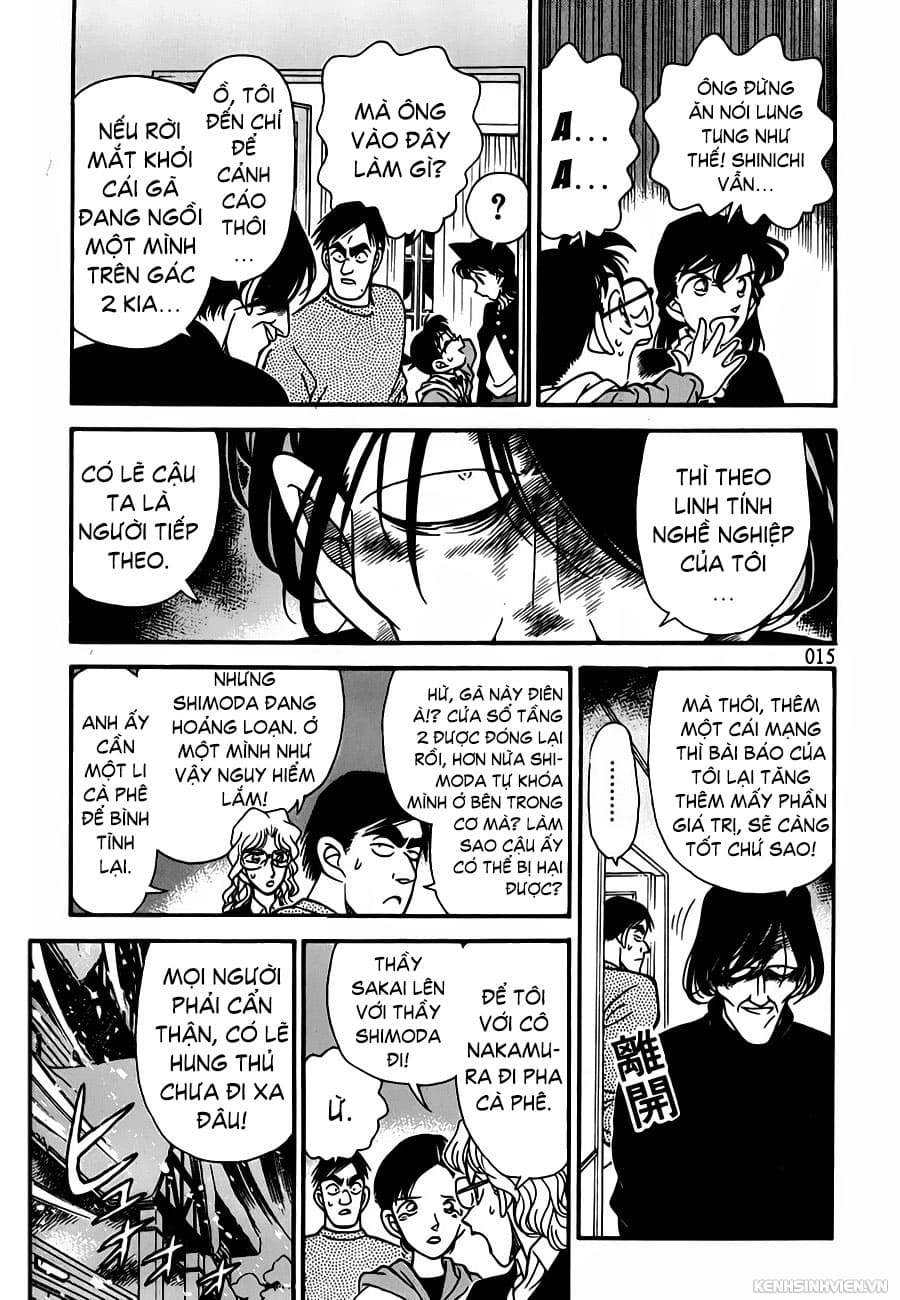 ÔNG ĐỪNG
ĂN NÓI LUNG
TUNG NHƯ
THẾ! SHINICHI
VẪN...
A...
A...
?
MÀ ÔNG
VÀO ĐÂY
LÀM GÌ?
Ồ, TÔI
ĐẾN CHỈ
ĐỂ
CẢNH
CÁO
THÔI
...
NẾU RỜI
MẮT KHỎI
CÁI GÃ
ĐANG NGỒI
MỘT MÌNH
TRÊN GÁC
2 KIA...
THÌ THEO
LINH TÍNH
NGHỀ NGHIỆP
CỦA TÔI
...
CÓ LẼ CẬU
TA LÀ
NGƯỜI TIẾP
THEO.
015
MÀ THÔI, THÊM
MỘT CÁI MẠNG
THÌ BÀI BÁO CỦA
TÔI LẠI TĂNG
THÊM MẤY PHẦN
GIÁ TRỊ, SẼ CÀNG
TỐT CHỨ SAO!
.........
離開
HỪ, GÃ NÀY ĐIÊN
À!? CỬA SỔ TẦNG
2 ĐƯỢC ĐÓNG LẠI
RỒI, HƠN NỮA SHI-
MODA TỰ KHÓA
MÌNH Ở BÊN TRONG
CƠ MÀ? LÀM
SAO CẬU ẤY
CÓ THỂ BỊ HẠI
ĐƯỢC?
NHƯNG
SHIMODA ĐANG
HOẢNG LOẠN. Ở
MỘT MÌNH NHƯ
VẬY NGUY HIỂM
LẮM!
ANH ẤY
CẦN
MỘT LI
CÀ PHÊ
ĐỂ BÌNH
TĨNH
LẠI.
ĐỂ TÔI
VỚI CÔ
NAKAMU-
RA ĐI PHA
CÀ PHÊ.
THẦY
SAKAI LÊN
VỚI THẦY
SHIMODA
ĐI!
Ừ.
MỌI NGƯỜI
PHẢI CẨN
THẬN, CÓ LẼ
HUNG THỦ
CHƯA ĐI XA
ĐÂU!
KENHSINHVIEN.VN